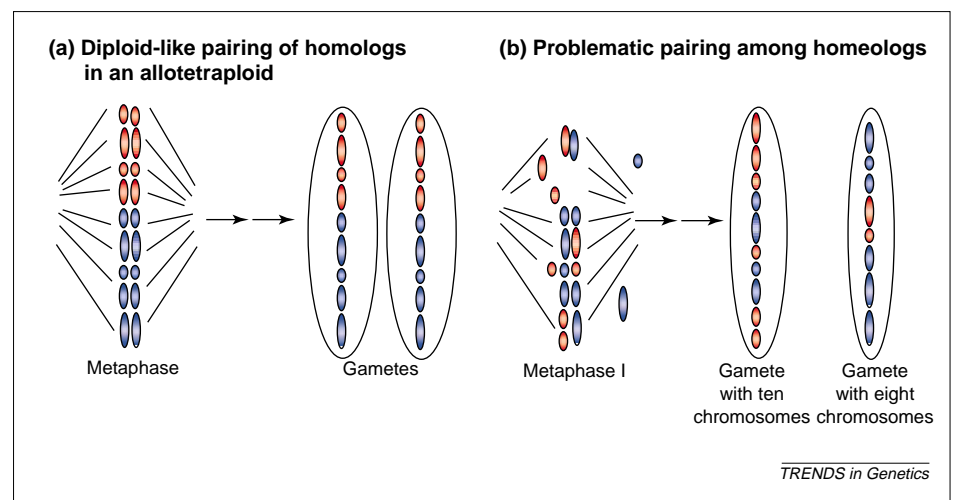 (a) Diploid-like pairing of homologs
in an allotetraploid
(b) Problematic pairing among homeologs
Metaphase
Gametes
Metaphase I
Gamete
with ten
chromosomes
Gamete
with eight
chromosomes
TRENDS in Genetics